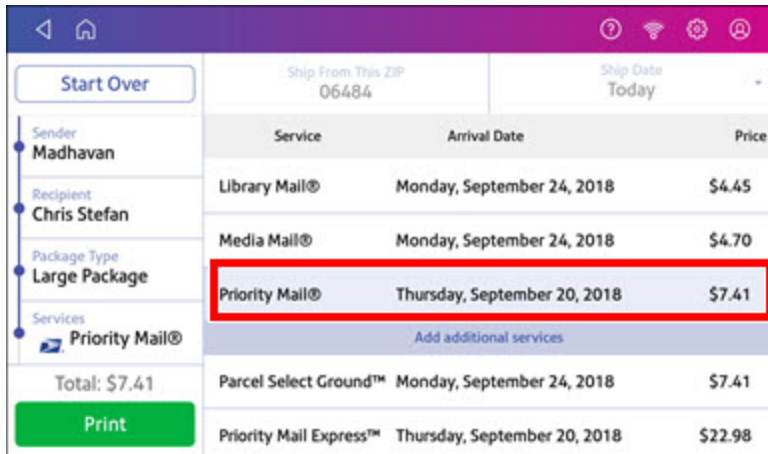 Start Over
Ship From This ZIP
06484
Ship Date
Today
Sender
Madhavan
Recipient
Chris Stefan
Package Type
Large Package
Services
Priority Mail®
Total: $7.41
Print
Service Arrival Date Price
Library Mail® Monday, September 24, 2018 $4.45
Media Mail® Monday, September 24, 2018 $4.70
Priority Mail® Thursday, September 20, 2018 $7.41
Add additional services
Parcel Select Ground™ Monday, September 24, 2018 $7.41
Priority Mail Express™ Thursday, September 20, 2018 $22.98